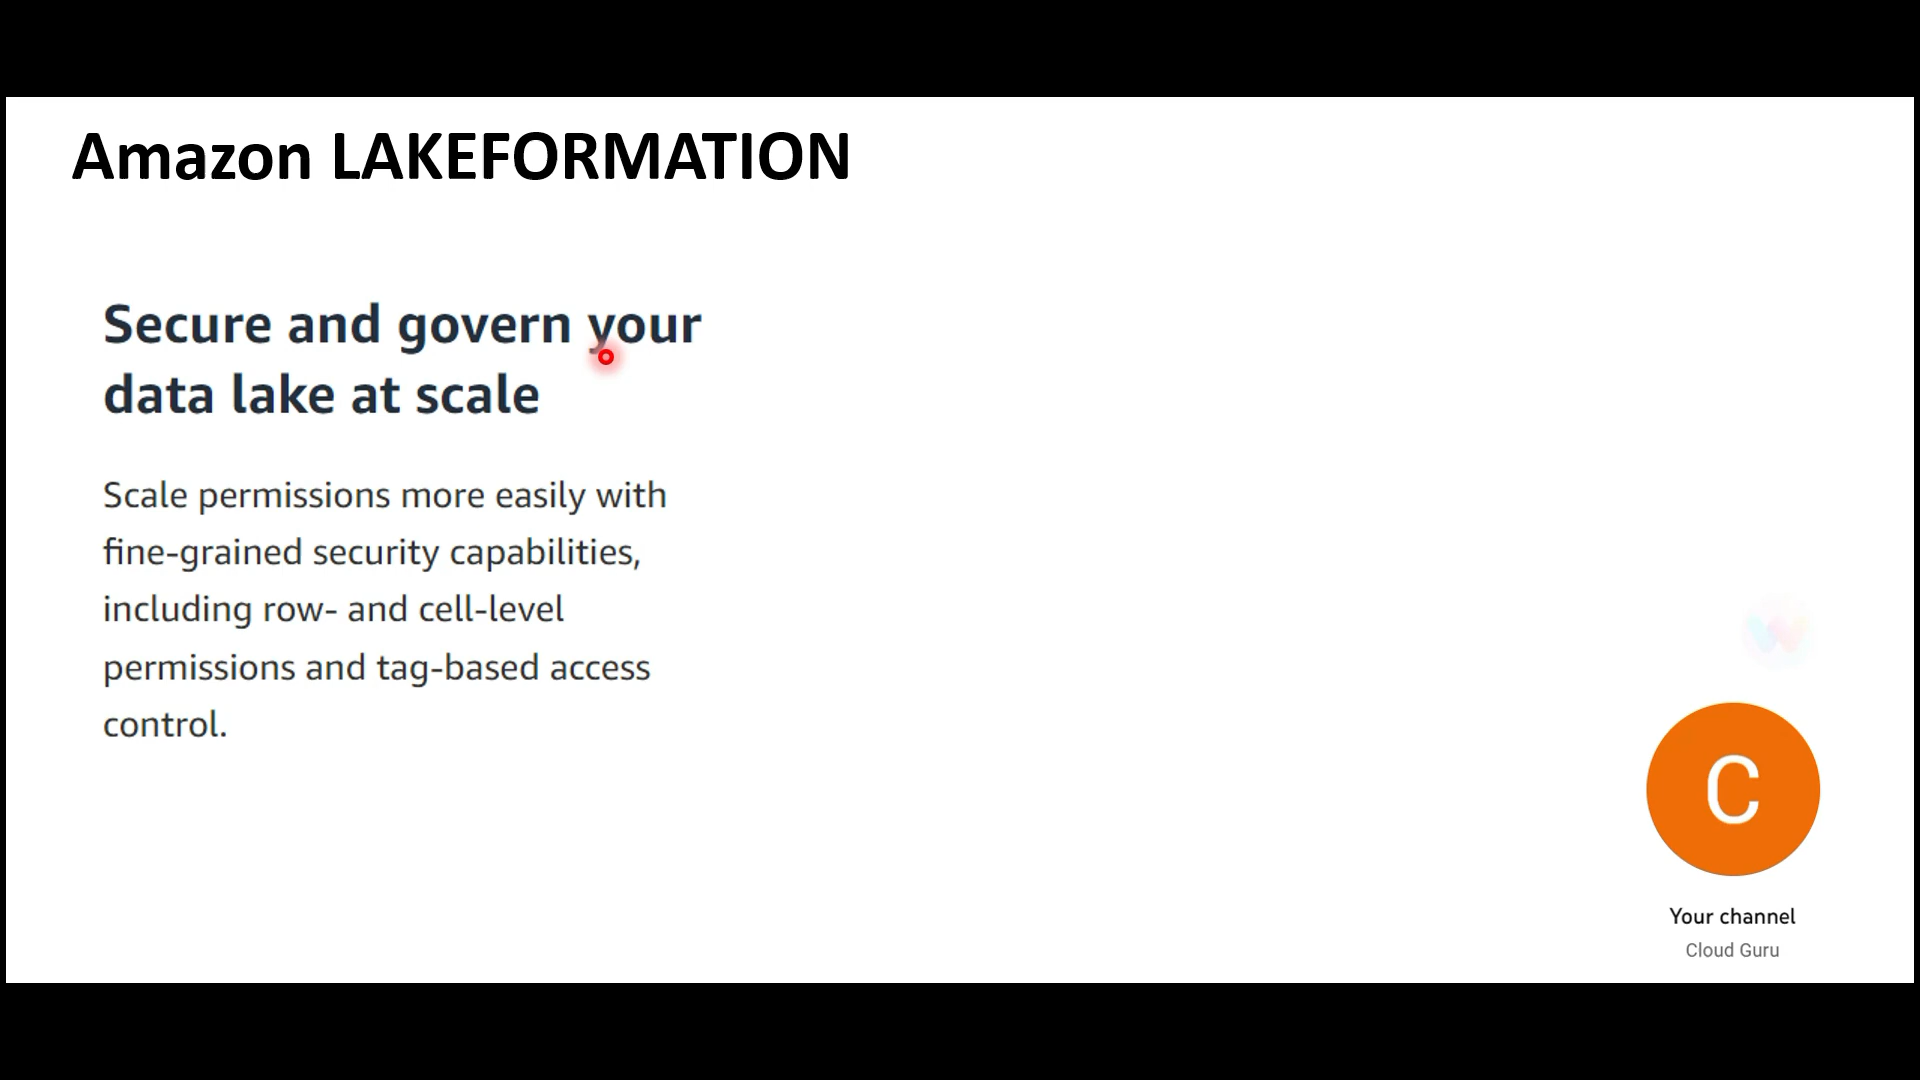 Amazon LAKEFORMATION
Secure and govern your
data lake at scale
Scale permissions more easily with
fine-grained security capabilities,
including row- and cell-level
permissions and tag-based access
control.
C
Your channel
Cloud Guru